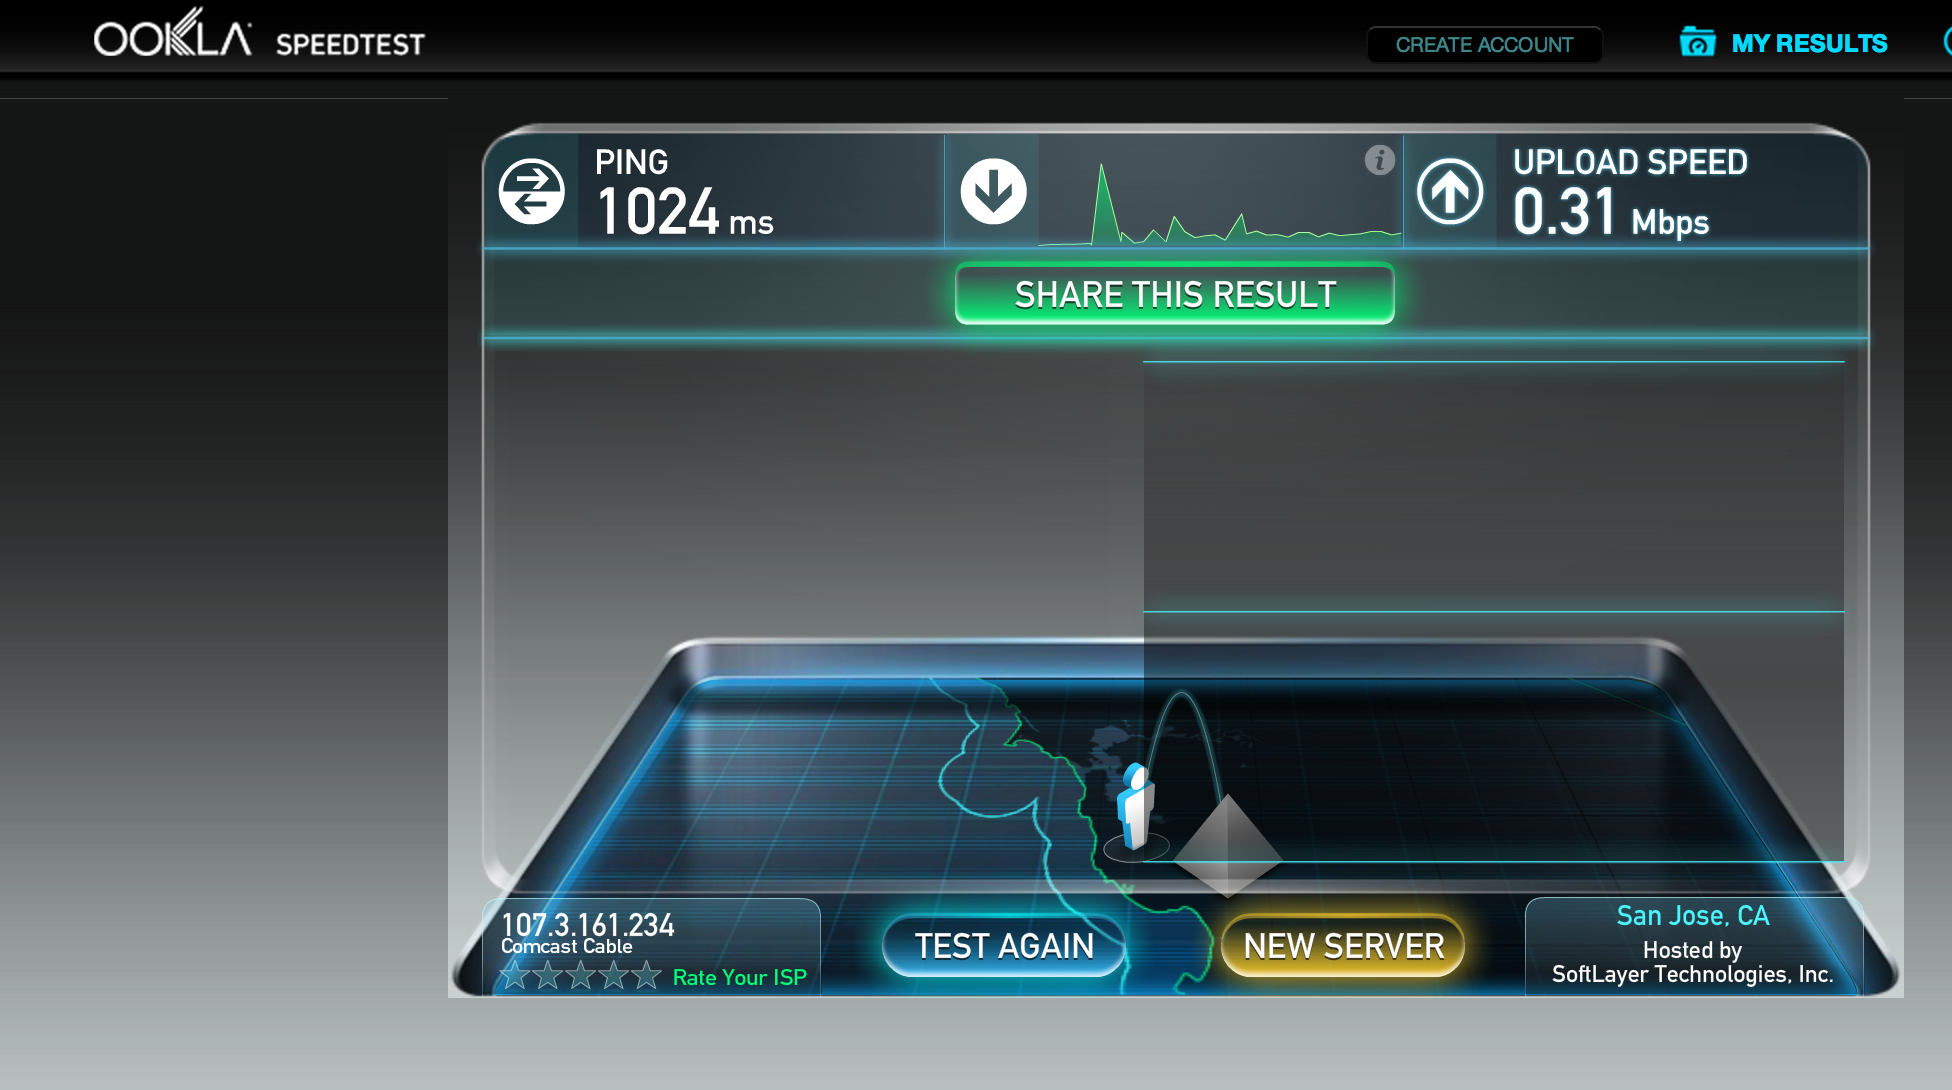 OOKLA SPEEDTEST
CREATE ACCOUNT
MY RESULTS
PING
1024 ms
i
UPLOAD SPEED
0.31 Mbps
SHARE THIS RESULT
107.3.161.234
Comcast Cable
Rate Your ISP
TEST AGAIN
NEW SERVER
San Jose, CA
Hosted by
SoftLayer Technologies, Inc.